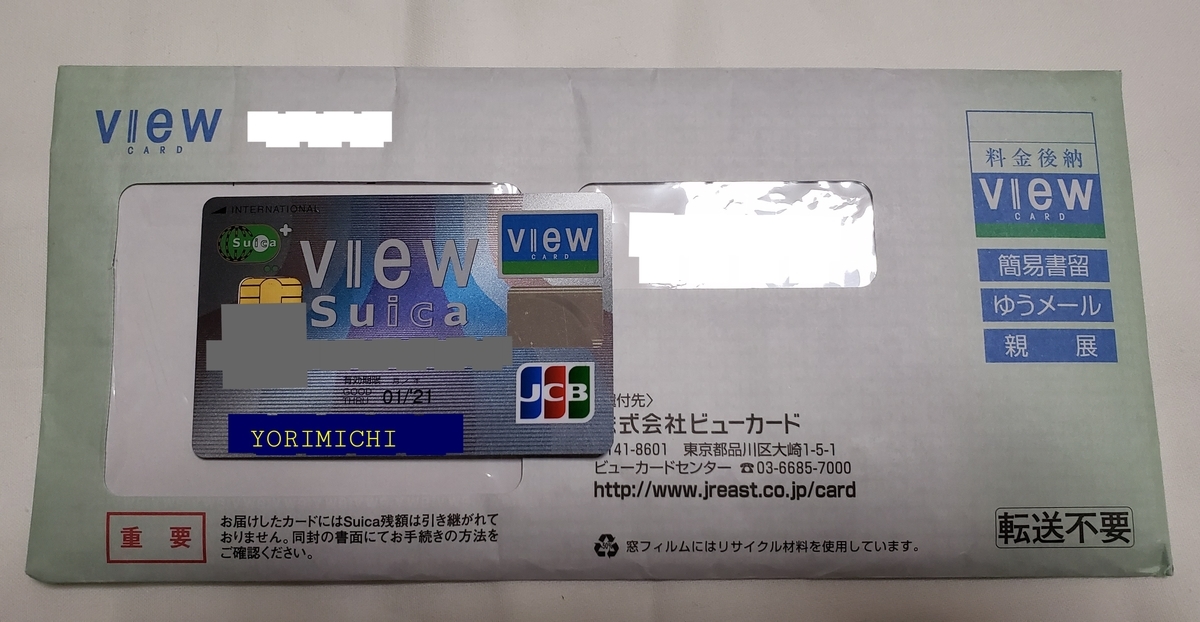 VIEW
CARD
料金後納
VIEW
CARD
簡易書留
ゆうメール
親 展
INTERNATIONAL
Suica
VIEW
Suica
VIEW
CARD
01/'21
JCB
YORIMICHI
付先〉
式会社ビューカード
141-8601 東京都品川区大崎1-5-1
ビューカードセンター ☎03-6685-7000
http://www.jreast.co.jp/card
重 要
お届けしたカードにはSuica残額は引き継がれて
おりません。同封の書面にてお手続きの方法を
ご確認ください。
窓フィルムにはリサイクル材料を使用しています。
転送不要